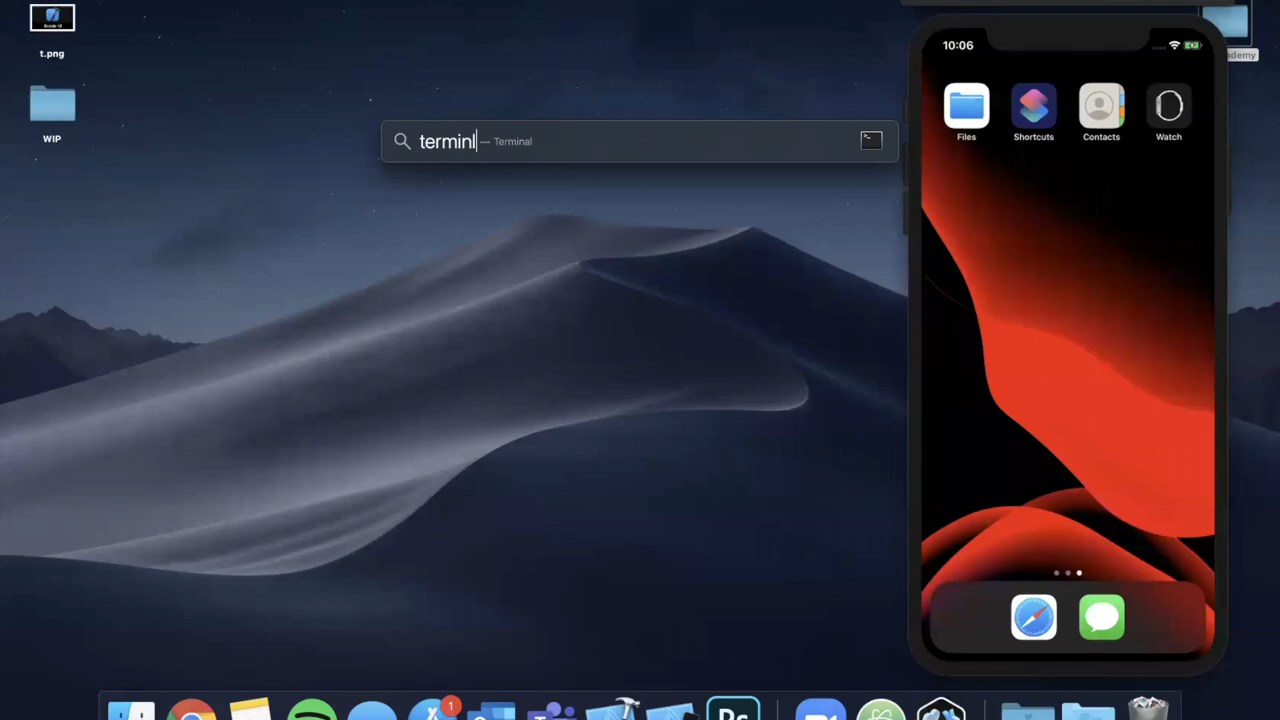 t.png
WIP
terminl — Terminal
10:06
Files
Shortcuts
Contacts
Watch
1